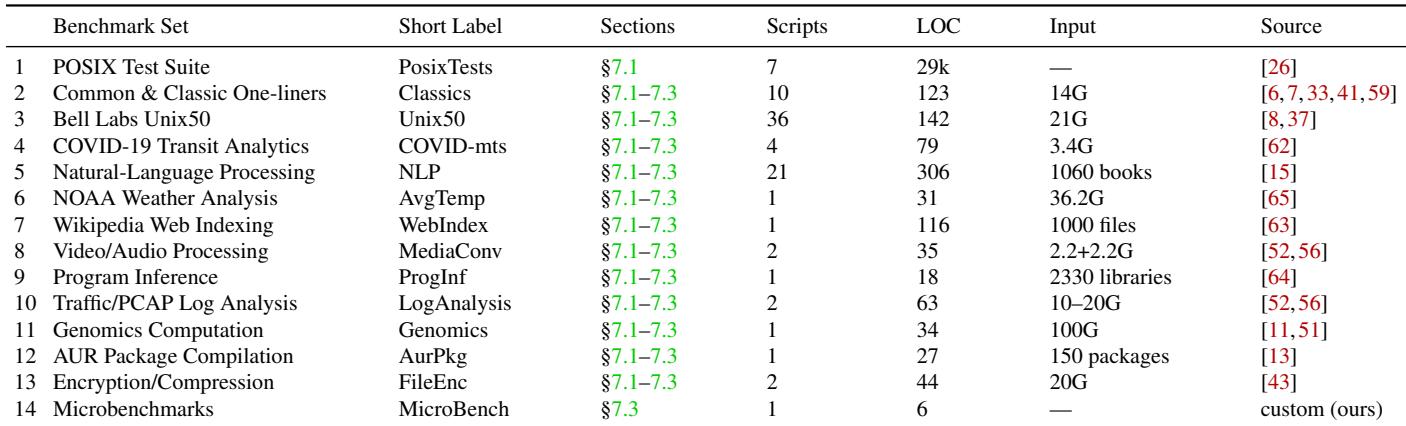 Benchmark Set Short Label Sections Scripts LOC Input Source
1 POSIX Test Suite PosixTests §7.1 7 29k — [26]
2 Common & Classic One-liners Classics §7.1–7.3 10 123 14G [6,7,33,41,59]
3 Bell Labs Unix50 Unix50 §7.1–7.3 36 142 21G [8,37]
4 COVID-19 Transit Analytics COVID-mts §7.1–7.3 4 79 3.4G [62]
5 Natural-Language Processing NLP §7.1–7.3 21 306 1060 books [15]
6 NOAA Weather Analysis AvgTemp §7.1–7.3 1 31 36.2G [65]
7 Wikipedia Web Indexing WebIndex §7.1–7.3 1 116 1000 files [63]
8 Video/Audio Processing MediaConv §7.1–7.3 2 35 2.2+2.2G [52,56]
9 Program Inference ProgInf §7.1–7.3 1 18 2330 libraries [64]
10 Traffic/PCAP Log Analysis LogAnalysis §7.1–7.3 2 63 10–20G [52,56]
11 Genomics Computation Genomics §7.1–7.3 1 34 100G [11,51]
12 AUR Package Compilation AurPkg §7.1–7.3 1 27 150 packages [13]
13 Encryption/Compression FileEnc §7.1–7.3 2 44 20G [43]
14 Microbenchmarks MicroBench §7.3 1 6 — custom (ours)